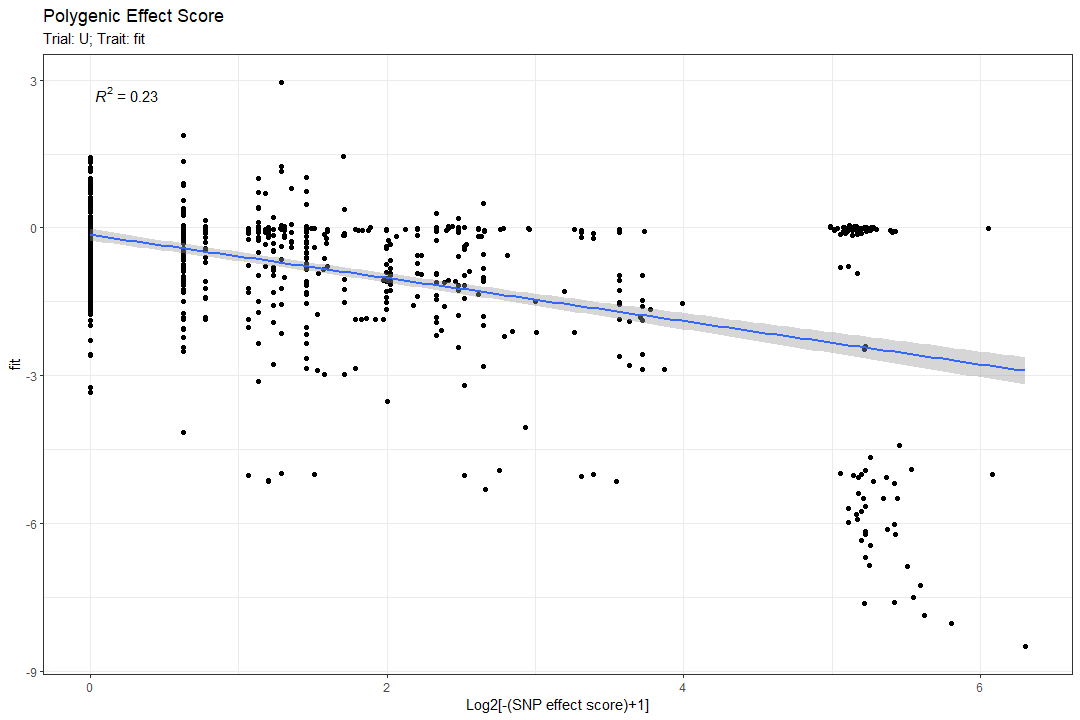 Polygenic Effect Score
Trial: U; Trait: fit
R² = 0.23
3
0
-3
-6
-9
fit
0 2 4 6
Log2[-(SNP effect score)+1]